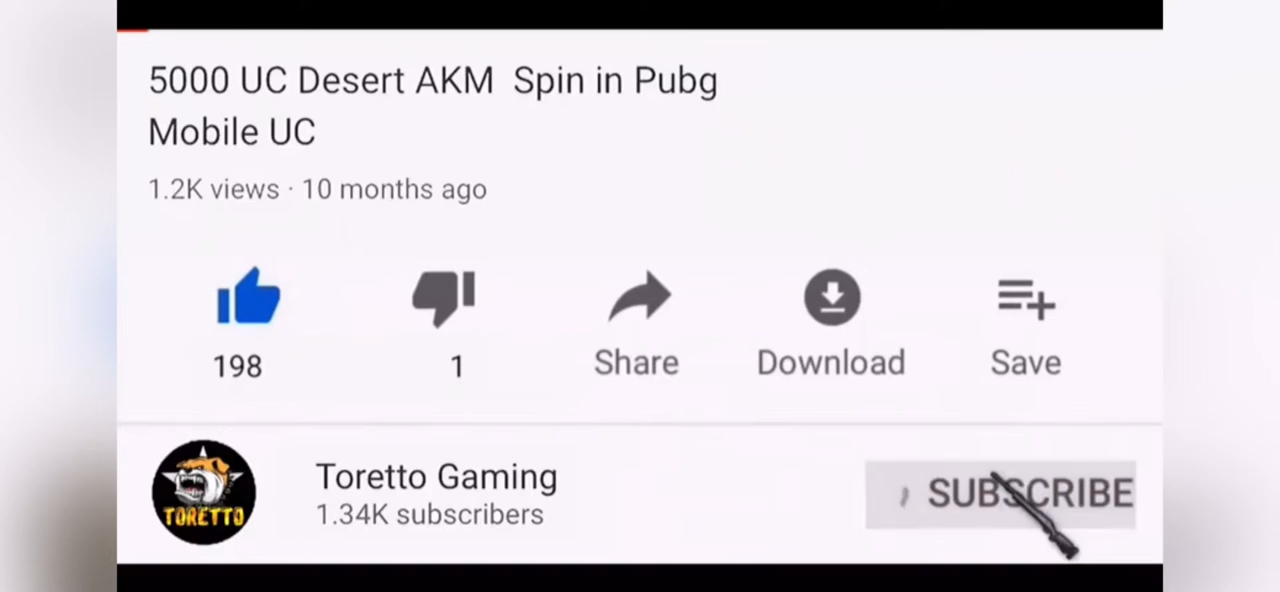 5000 UC Desert AKM Spin in Pubg
Mobile UC
1.2K views · 10 months ago
198
1
Share
Download
Save
TORETTO
Toretto Gaming
1.34K subscribers
SUBSCRIBE